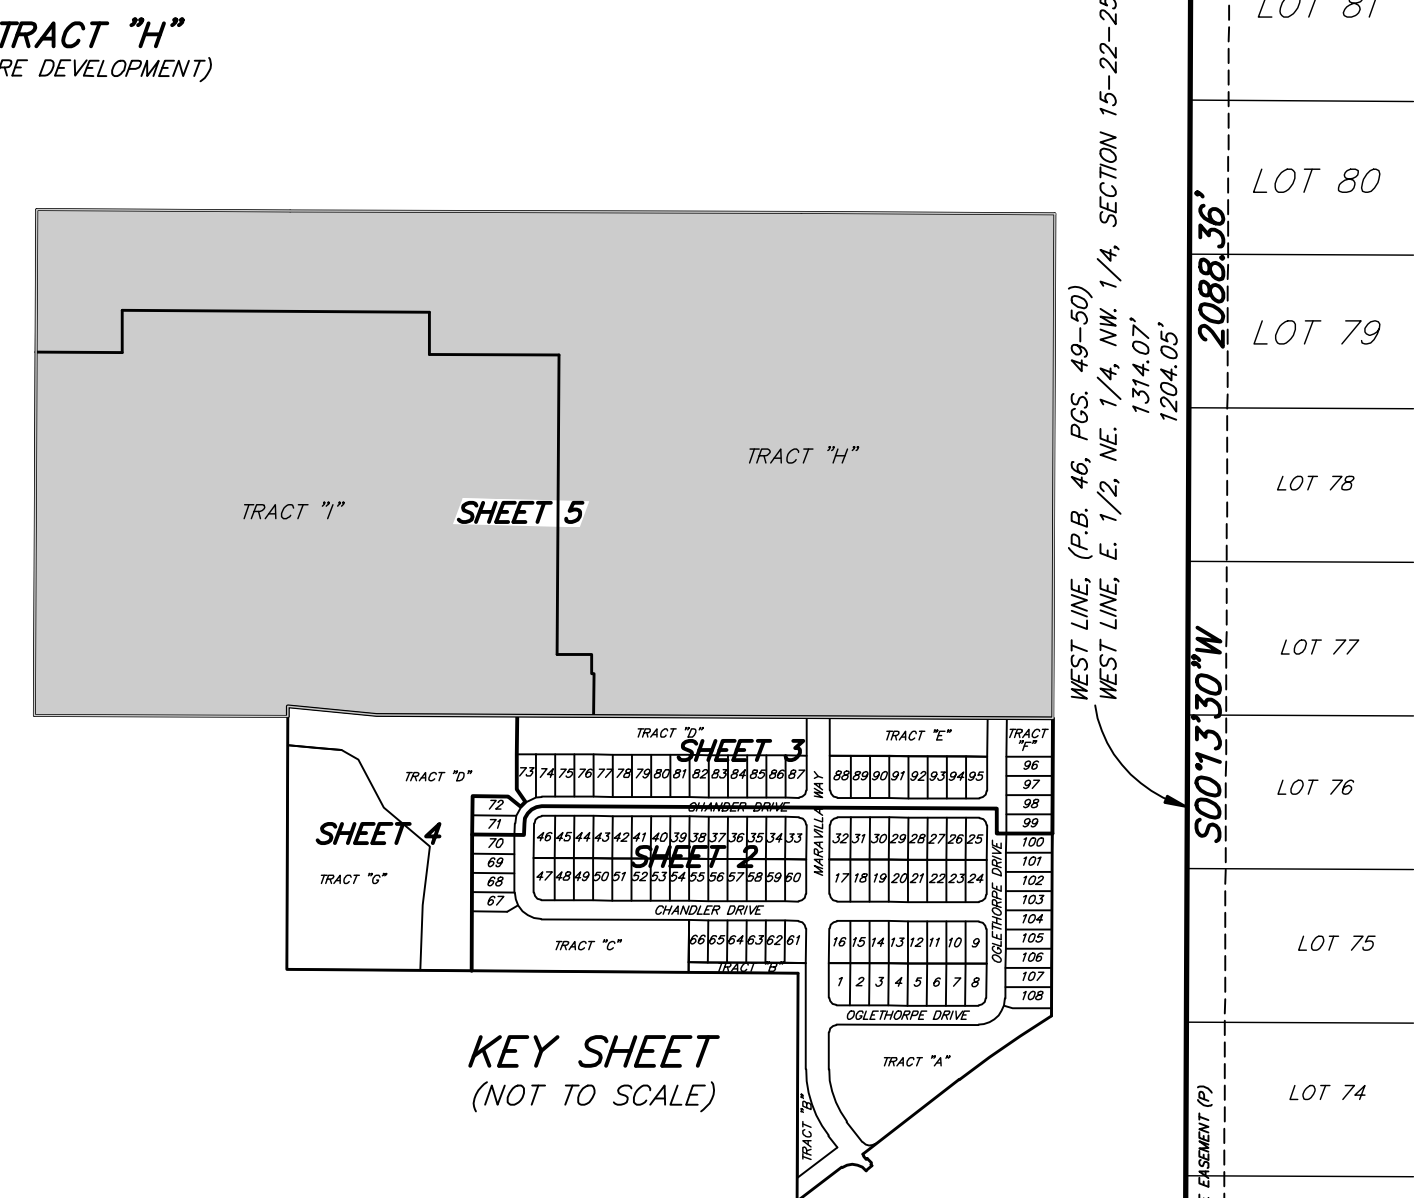 TRACT "H"
RE DEVELOPMENT)
LOT 81
LOT 80
LOT 79
LOT 78
LOT 77
LOT 76
LOT 75
LOT 74
2088.36'
S00°13'30"W
WEST LINE, (P.B. 46, PGS. 49-50)
WEST LINE, E. 1/2, NE. 1/4, NW. 1/4, SECTION 15-22-25
1314.07'
1204.05'
EASEMENT (P)
TRACT "H"
TRACT "I"
SHEET 5
TRACT "D"
SHEET 3
TRACT "E"
TRACT "F"
73 74 75 76 77 78 79 80 81 82 83 84 85 86 87
88 89 90 91 92 93 94 95
96
97
98
99
100
101
102
103
104
105
106
107
108
TRACT "D"
SHEET 4
TRACT "G"
72
71
70
69
68
67
CHANDER DRIVE
MARAVILLA WAY
46 45 44 43 42 41 40 39 38 37 36 35 34 33
32 31 30 29 28 27 26 25
SHEET 2
47 48 49 50 51 52 53 54 55 56 57 58 59 60
17 18 19 20 21 22 23 24
OGLETHORPE DRIVE
CHANDLER DRIVE
TRACT "C"
66 65 64 63 62 61
TRACT "B"
16 15 14 13 12 11 10 9
1 2 3 4 5 6 7 8
OGLETHORPE DRIVE
TRACT "A"
TRACT "B"
KEY SHEET
(NOT TO SCALE)